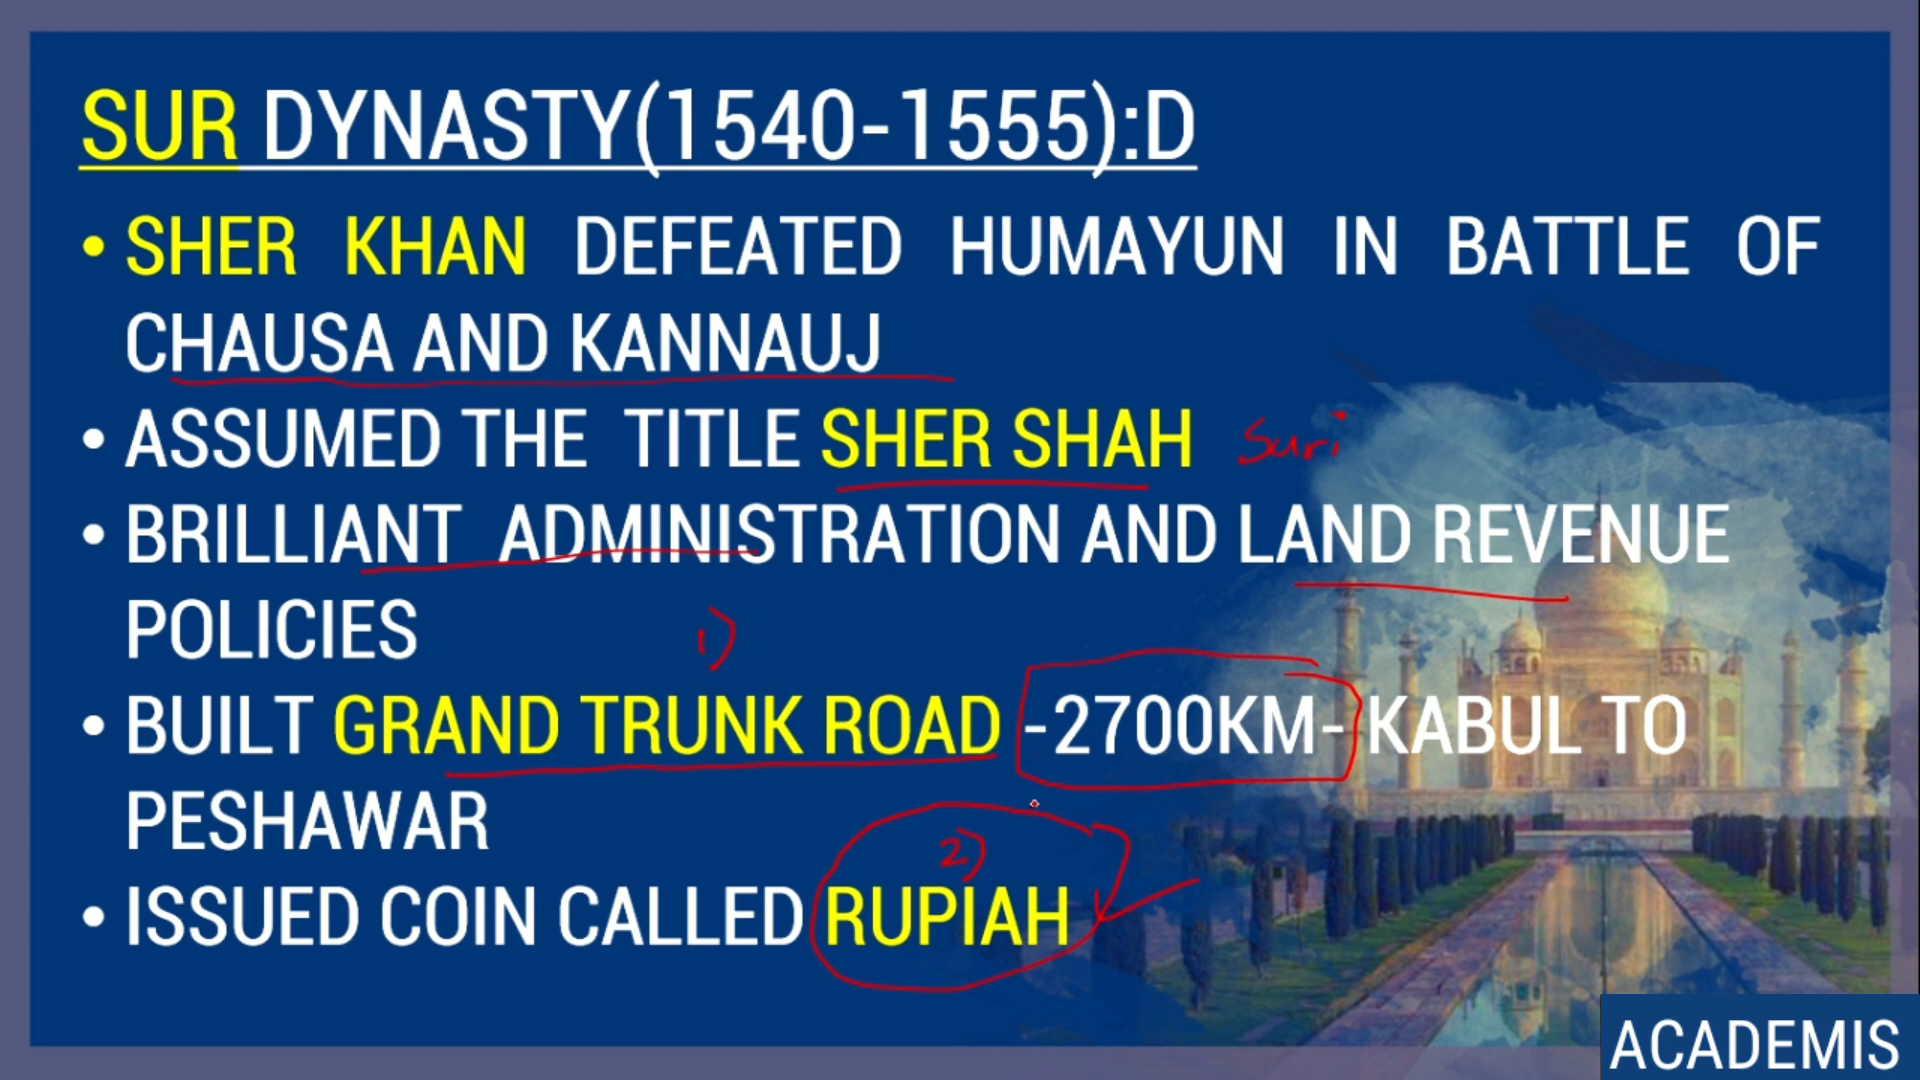 SUR DYNASTY(1540-1555):D
• SHER KHAN DEFEATED HUMAYUN IN BATTLE OF
CHAUSA AND KANNAUJ
• ASSUMED THE TITLE SHER SHAH Suri
• BRILLIANT ADMINISTRATION AND LAND REVENUE
POLICIES
1)
• BUILT GRAND TRUNK ROAD -2700KM- KABUL TO
PESHAWAR
2)
• ISSUED COIN CALLED RUPIAH
ACADEMIS